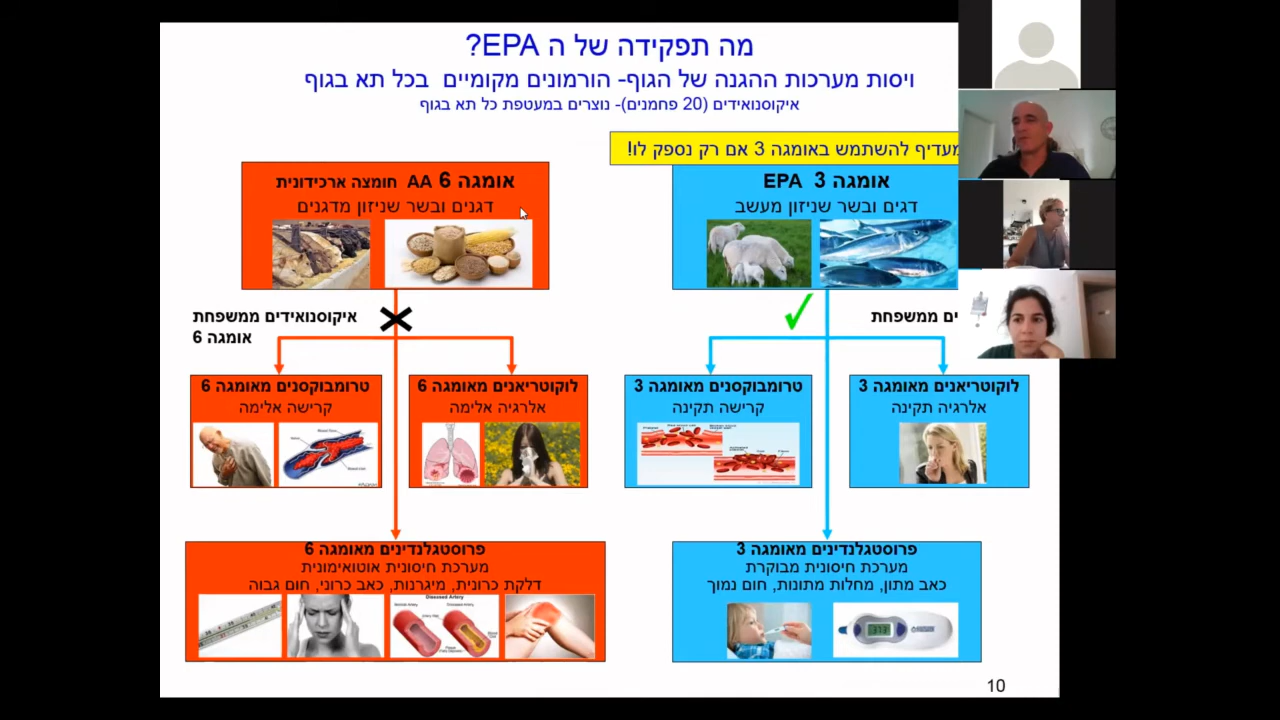 מה תפקידה של ה EPA?
ויסות מערכות ההגנה של הגוף- הורמונים מקומיים בכל תא בגוף
איקוסנואידים (20 פחמנים)- נוצרים במעטפת כל תא בגוף
מעדיף להשתמש באומגה 3 אם רק נספק לו!
אומגה 3 EPA
דגים ובשר שניזון מעשב
אומגה 6 AA חומצה ארכידונית
דגנים ובשר שניזון מדגנים
ממשפחת
איקוסנואידים ממשפחת
אומגה 6
לוקוטריאנים מאומגה 3
אלרגיה תקינה
טרומבוקסנים מאומגה 3
קרישה תקינה
לוקוטריאנים מאומגה 6
אלרגיה אלימה
טרומבוקסנים מאומגה 6
קרישה אלימה
פרוסטגלנדינים מאומגה 3
מערכת חיסונית מבוקרת
כאב מתון, מחלות מתונות, חום נמוך
פרוסטגלנדינים מאומגה 6
מערכת חיסונית אוטואימונית
דלקת כרונית, מיגרנות, כאב כרוני, חום גבוה
Diseased Artery
10